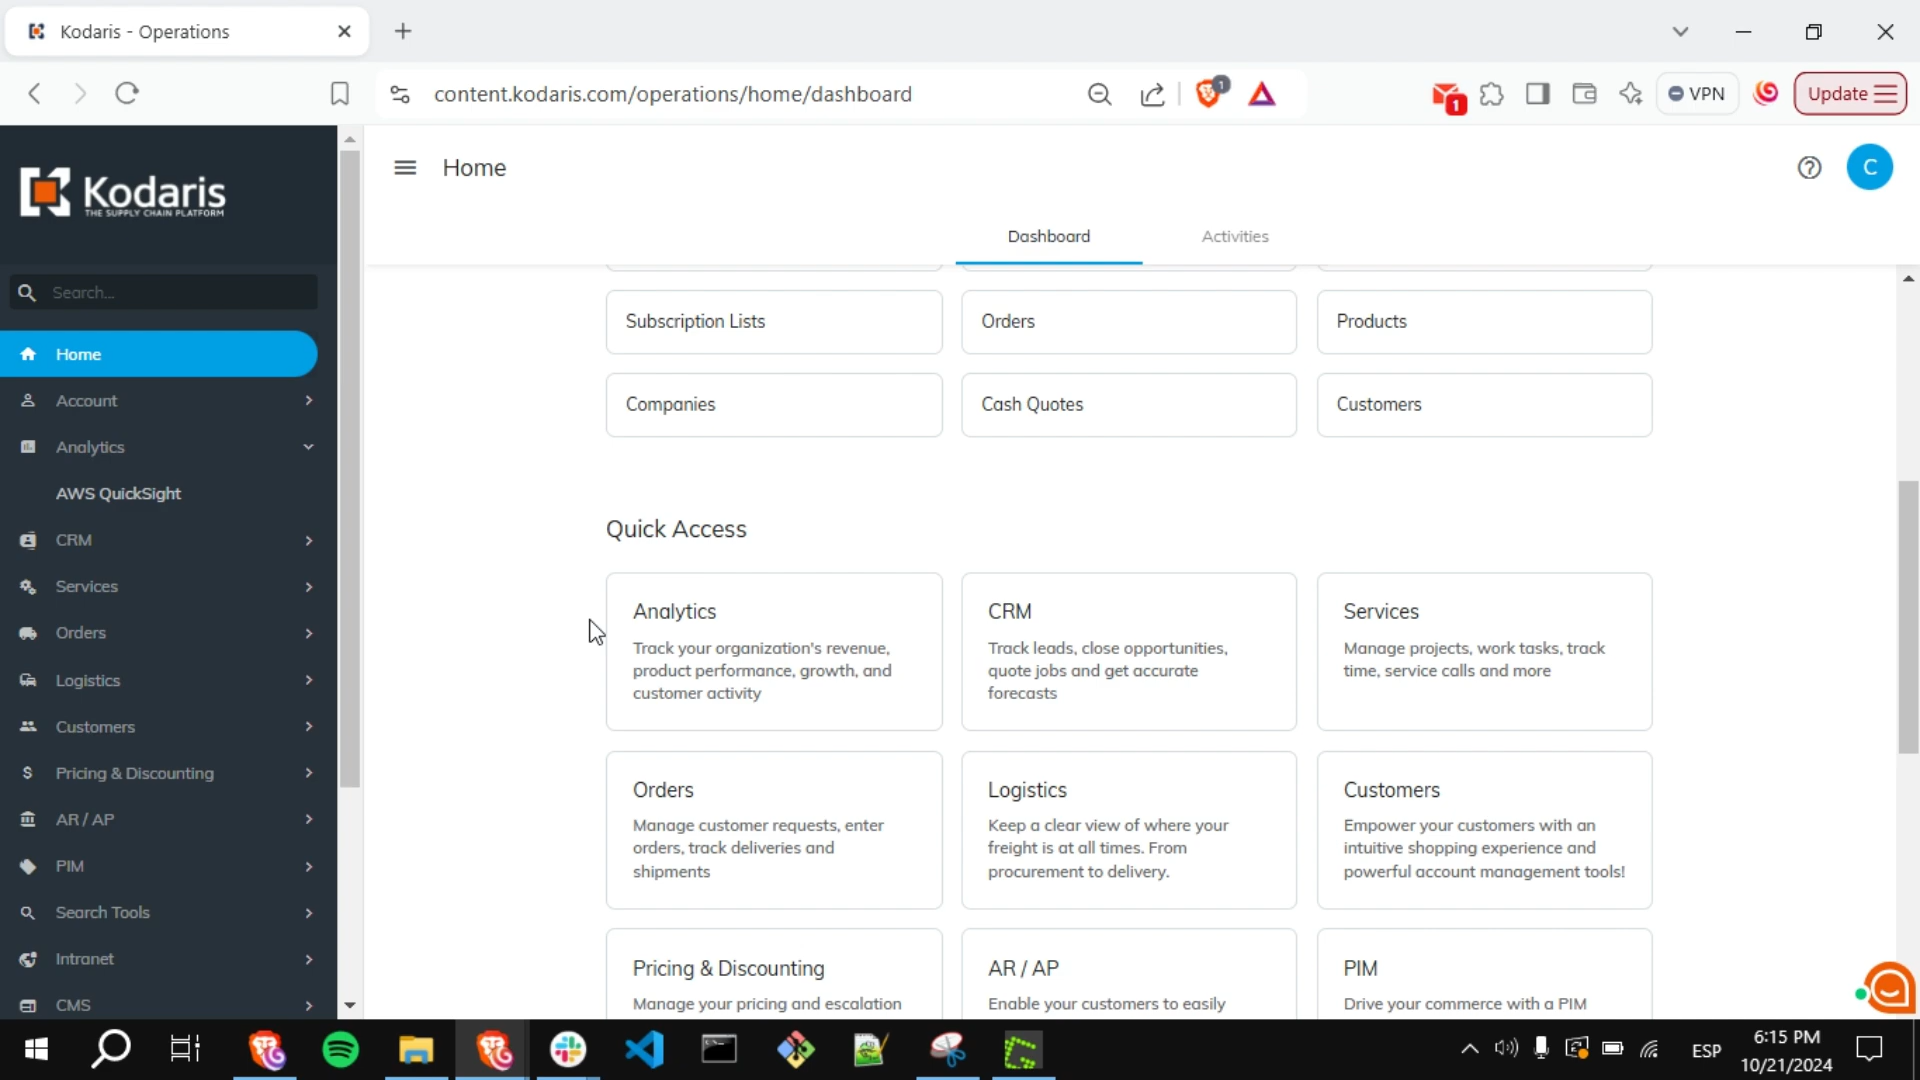 Kodaris - Operations
content.kodaris.com/operations/home/dashboard
1
1
VPN
Update
Kodaris
THE SUPPLY CHAIN PLATFORM
Home
C
Dashboard
Activities
Search...
Home
Account
Analytics
AWS QuickSight
CRM
Services
Orders
Logistics
Customers
Pricing & Discounting
AR / AP
PIM
Search Tools
Intranet
CMS
Subscription Lists
Orders
Products
Companies
Cash Quotes
Customers
Quick Access
Analytics
Track your organization's revenue,
product performance, growth, and
customer activity
CRM
Track leads, close opportunities,
quote jobs and get accurate
forecasts
Services
Manage projects, work tasks, track
time, service calls and more
Orders
Manage customer requests, enter
orders, track deliveries and
shipments
Logistics
Keep a clear view of where your
freight is at all times. From
procurement to delivery.
Customers
Empower your customers with an
intuitive shopping experience and
powerful account management tools!
Pricing & Discounting
Manage your pricing and escalation
AR / AP
Enable your customers to easily
PIM
Drive your commerce with a PIM
ESP
6:15 PM
10/21/2024